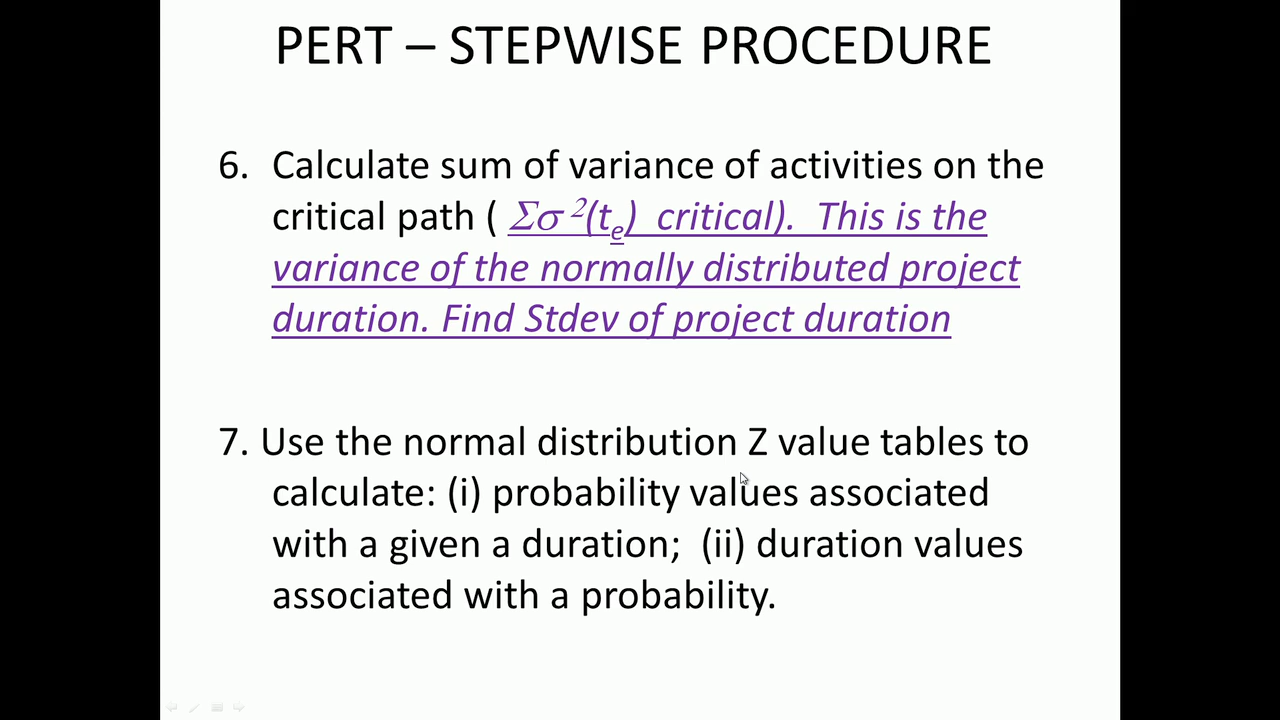 PERT – STEPWISE PROCEDURE
6. Calculate sum of variance of activities on the
critical path ( Σσ ²(tₑ) critical). This is the
variance of the normally distributed project
duration. Find Stdev of project duration
7. Use the normal distribution Z value tables to
calculate: (i) probability values associated
with a given a duration; (ii) duration values
associated with a probability.